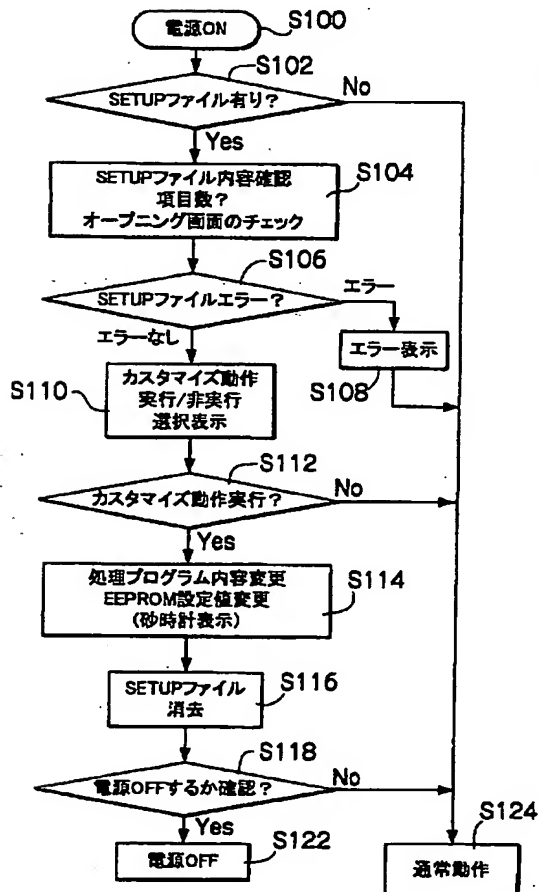 電源ON
S100
S102
SETUPファイル有り?
No
Yes
SETUPファイル内容確認
項目数?
オープニング画面のチェック
S104
S106
SETUPファイルエラー?
エラー
エラーなし
エラー表示
S108
S110
カスタマイズ動作
実行/非実行
選択表示
S112
カスタマイズ動作実行?
No
Yes
処理プログラム内容変更
EEPROM設定値変更
(砂時計表示)
S114
SETUPファイル
消去
S116
S118
電源OFFするか確認?
No
Yes
電源OFF
S122
S124
通常動作